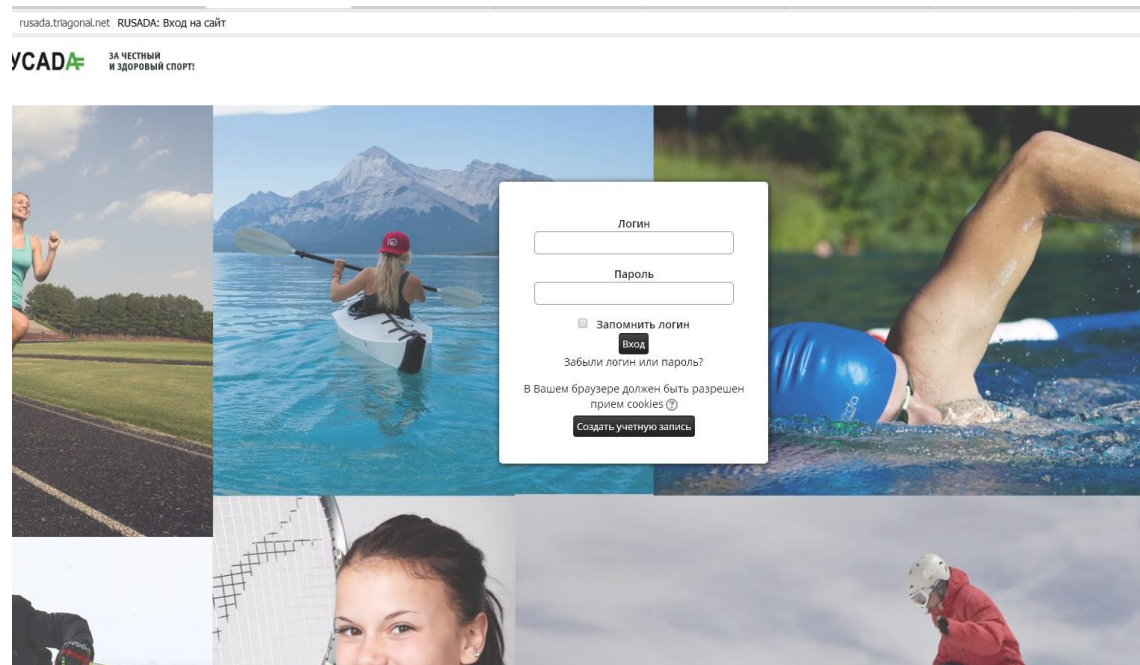 rusada.triagonal.net RUSADA: Вход на сайт
УСАДА
ЗА ЧЕСТНЫЙ
И ЗДОРОВЫЙ СПОРТ!
Логин
Пароль
Запомнить логин
Вход
Забыли логин или пароль?
В Вашем браузере должен быть разрешен
прием cookies ?
Создать учетную запись